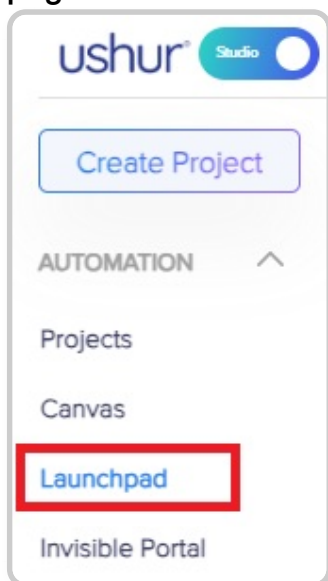 ushur Studio
Create Project
AUTOMATION
Projects
Canvas
Launchpad
Invisible Portal